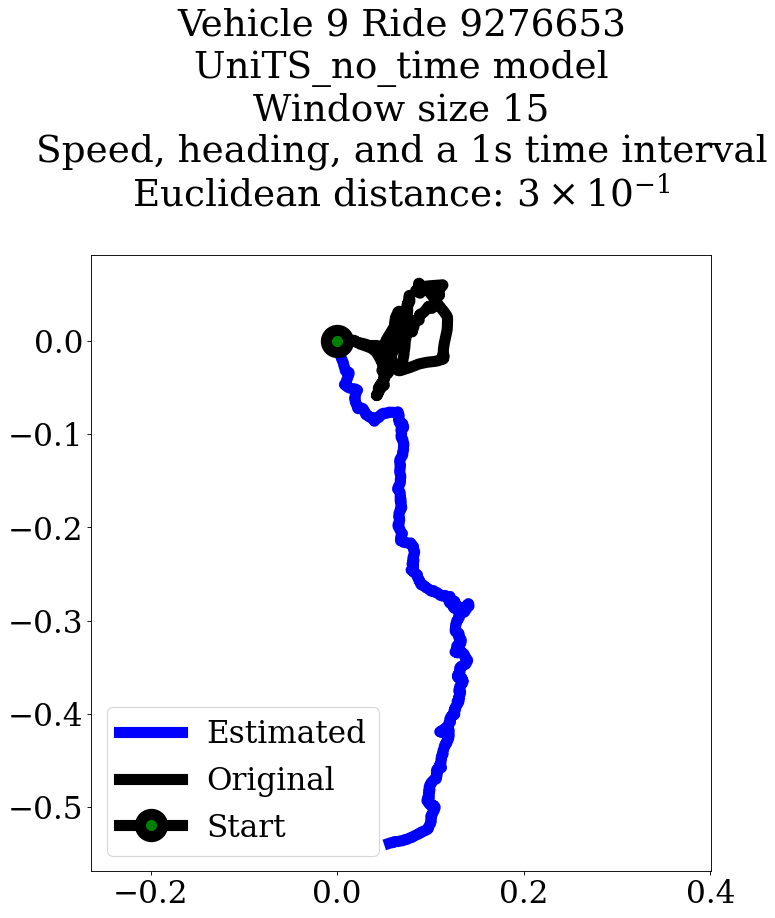 Vehicle 9 Ride 9276653
UniTS_no_time model
Window size 15
Speed, heading, and a 1s time interval
Euclidean distance: $3 \times 10^{-1}$
0.0
−0.1
−0.2
−0.3
−0.4
−0.5
Estimated
Original
Start
−0.2
0.0
0.2
0.4